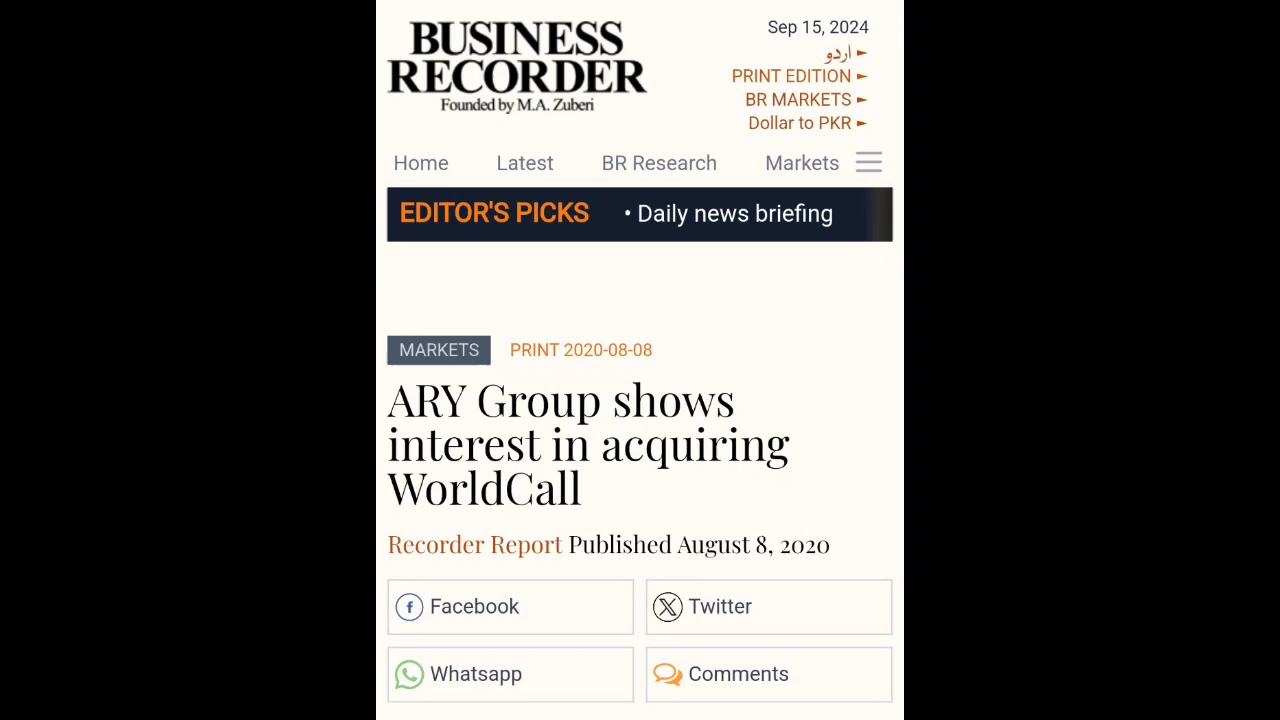 BUSINESS
RECORDER
Founded by M.A. Zuberi
Sep 15, 2024
اردو ►
PRINT EDITION ►
BR MARKETS ►
Dollar to PKR ►
Home Latest BR Research Markets
EDITOR'S PICKS • Daily news briefing
MARKETS PRINT 2020-08-08
ARY Group shows
interest in acquiring
WorldCall
Recorder Report Published August 8, 2020
Facebook Twitter
Whatsapp Comments